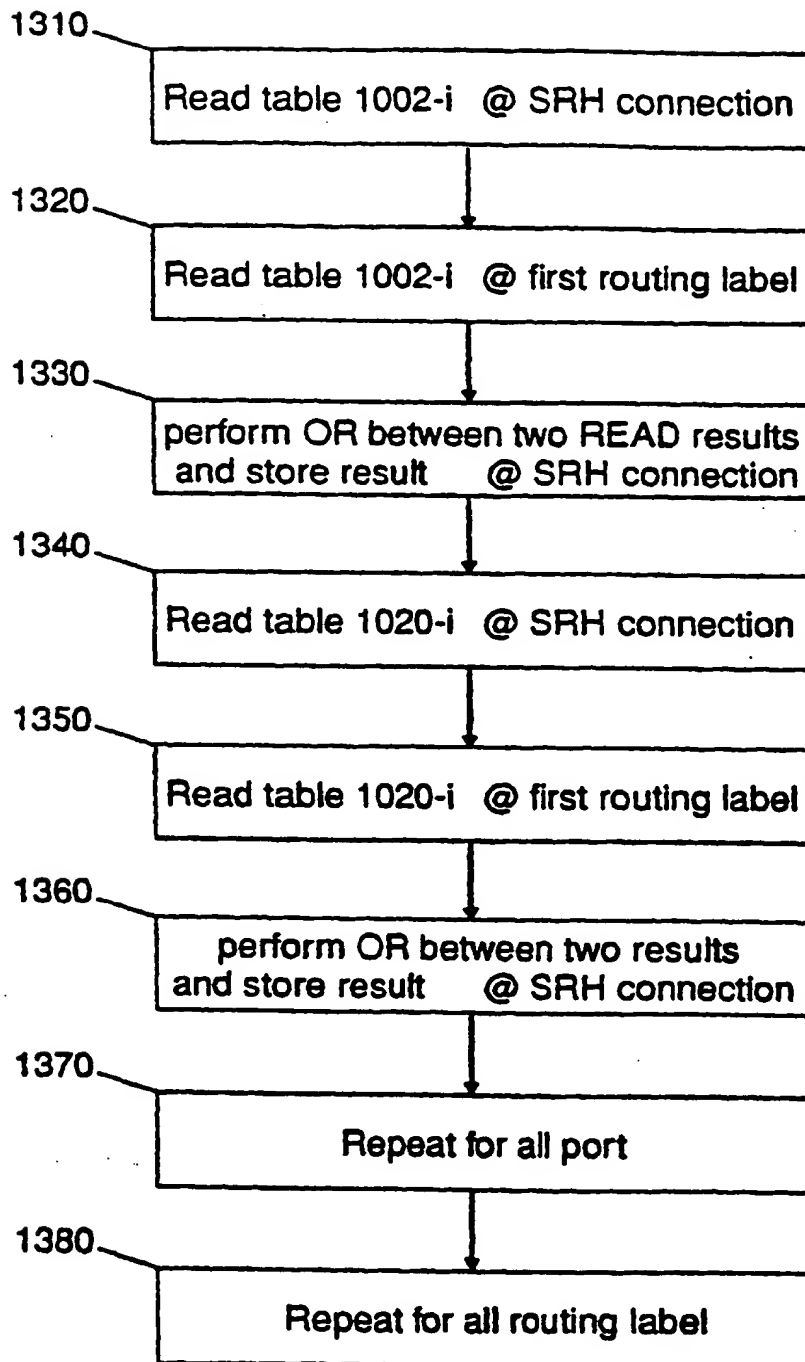 1310
Read table 1002-i @ SRH connection
1320
Read table 1002-i @ first routing label
1330
perform OR between two READ results
and store result @ SRH connection
1340
Read table 1020-i @ SRH connection
1350
Read table 1020-i @ first routing label
1360
perform OR between two results
and store result @ SRH connection
1370
Repeat for all port
1380
Repeat for all routing label